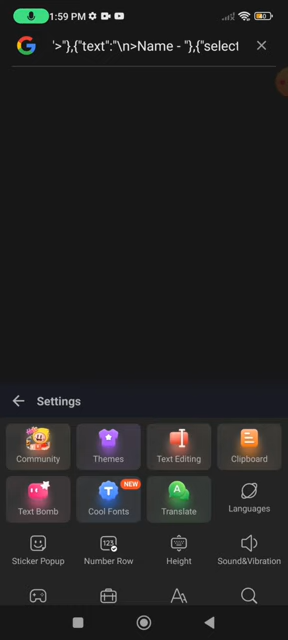 1:59 PM
'>"},{"text":"\n>Name - "},{"select
Settings
Community
Themes
Text Editing
Clipboard
NEW
Text Bomb
Cool Fonts
Translate
Languages
123
Sticker Popup
Number Row
Height
Sound&Vibration